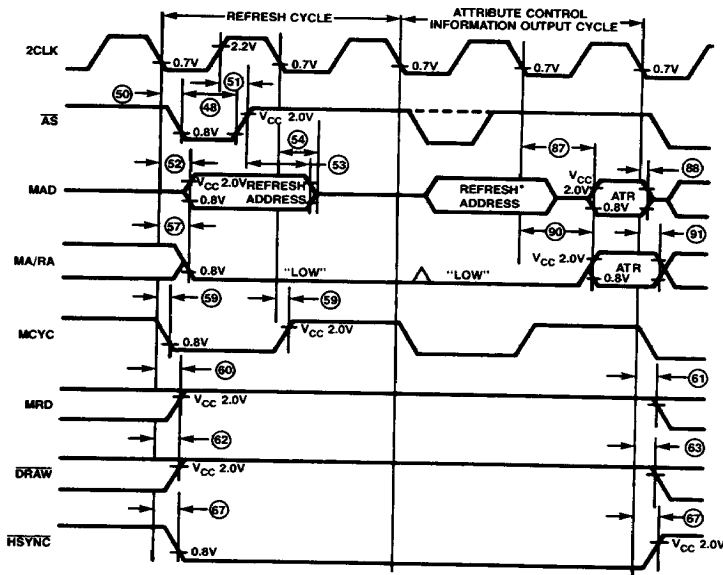 REFRESH CYCLE
ATTRIBUTE CONTROL
INFORMATION OUTPUT CYCLE
2CLK
0.7V
2.2V
0.7V
0.7V
0.7V
0.7V
50
51
48
AS
0.8V
VCC 2.0V
54
53
87
88
52
MAD
VCC 2.0V
0.8V
REFRESH
ADDRESS
REFRESH*
ADDRESS
VCC
2.0V
0.8V
ATR
57
90
91
MA/RA
0.8V
"LOW"
"LOW"
VCC 2.0V
0.8V
ATR
59
59
MCYC
0.8V
VCC 2.0V
60
61
MRD
VCC 2.0V
62
63
DRAW
VCC 2.0V
67
67
HSYNC
0.8V
VCC 2.0V